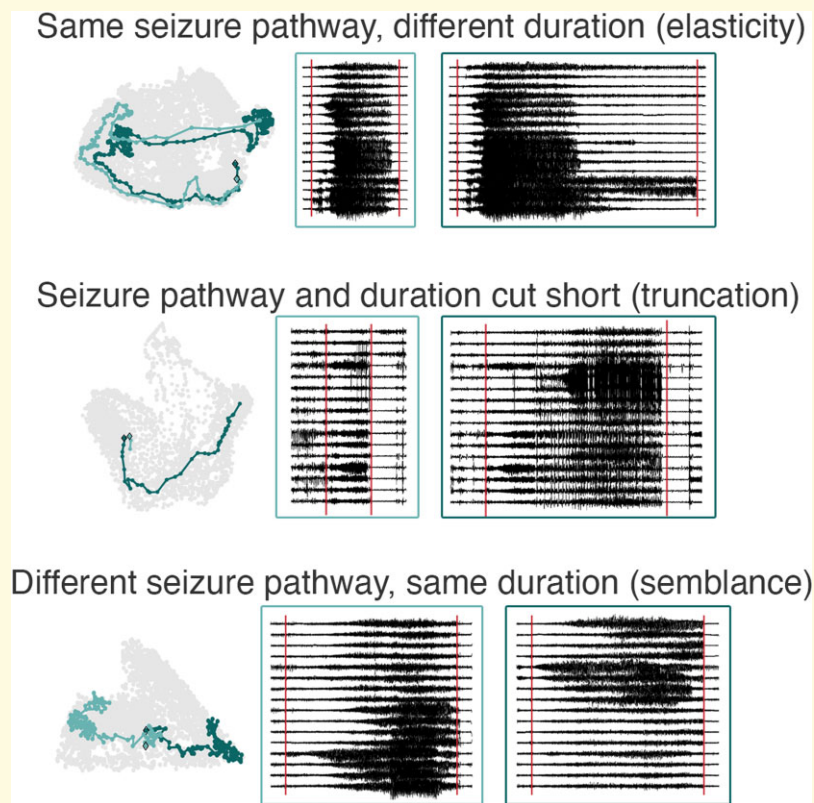 Same seizure pathway, different duration (elasticity)
Seizure pathway and duration cut short (truncation)
Different seizure pathway, same duration (semblance)